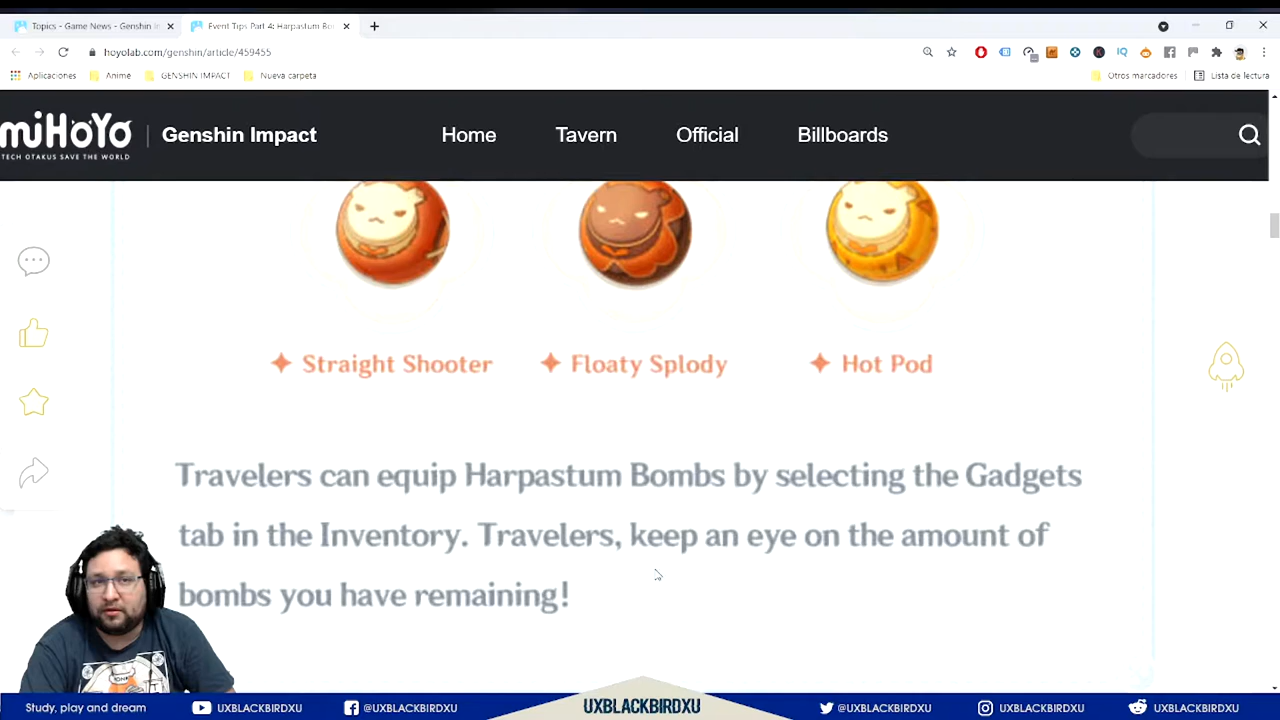 Topics - Game News - Genshin I
Event Tips Part 4: Harpastum Bo
hoyolab.com/genshin/article/459455
Aplicaciones
Anime
GENSHIN IMPACT
Nueva carpeta
Otros marcadores
Lista de lectura
miHoYo
TECH OTAKUS SAVE THE WORLD
Genshin Impact
Home
Tavern
Official
Billboards
Straight Shooter
Floaty Splody
Hot Pod
Travelers can equip Harpastum Bombs by selecting the Gadgets
tab in the Inventory. Travelers, keep an eye on the amount of
bombs you have remaining!
Study, play and dream
UXBLACKBIRDXU
@UXBLACKBIRDXU
UXBLACKBIRDXU
@UXBLACKBIRDXU
UXBLACKBIRDXU
UXBLACKBIRDXU